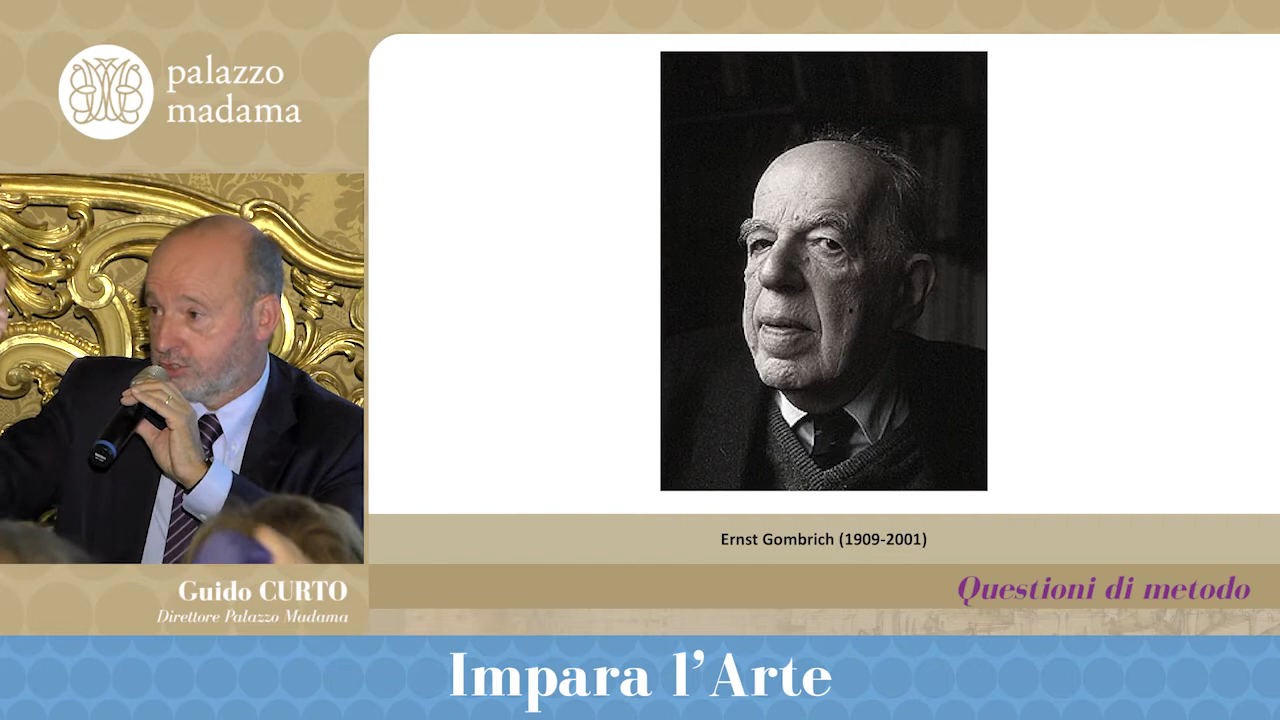 palazzo
madama
Ernst Gombrich (1909-2001)
Guido CURTO
Direttore Palazzo Madama
Questioni di metodo
Impara l’Arte